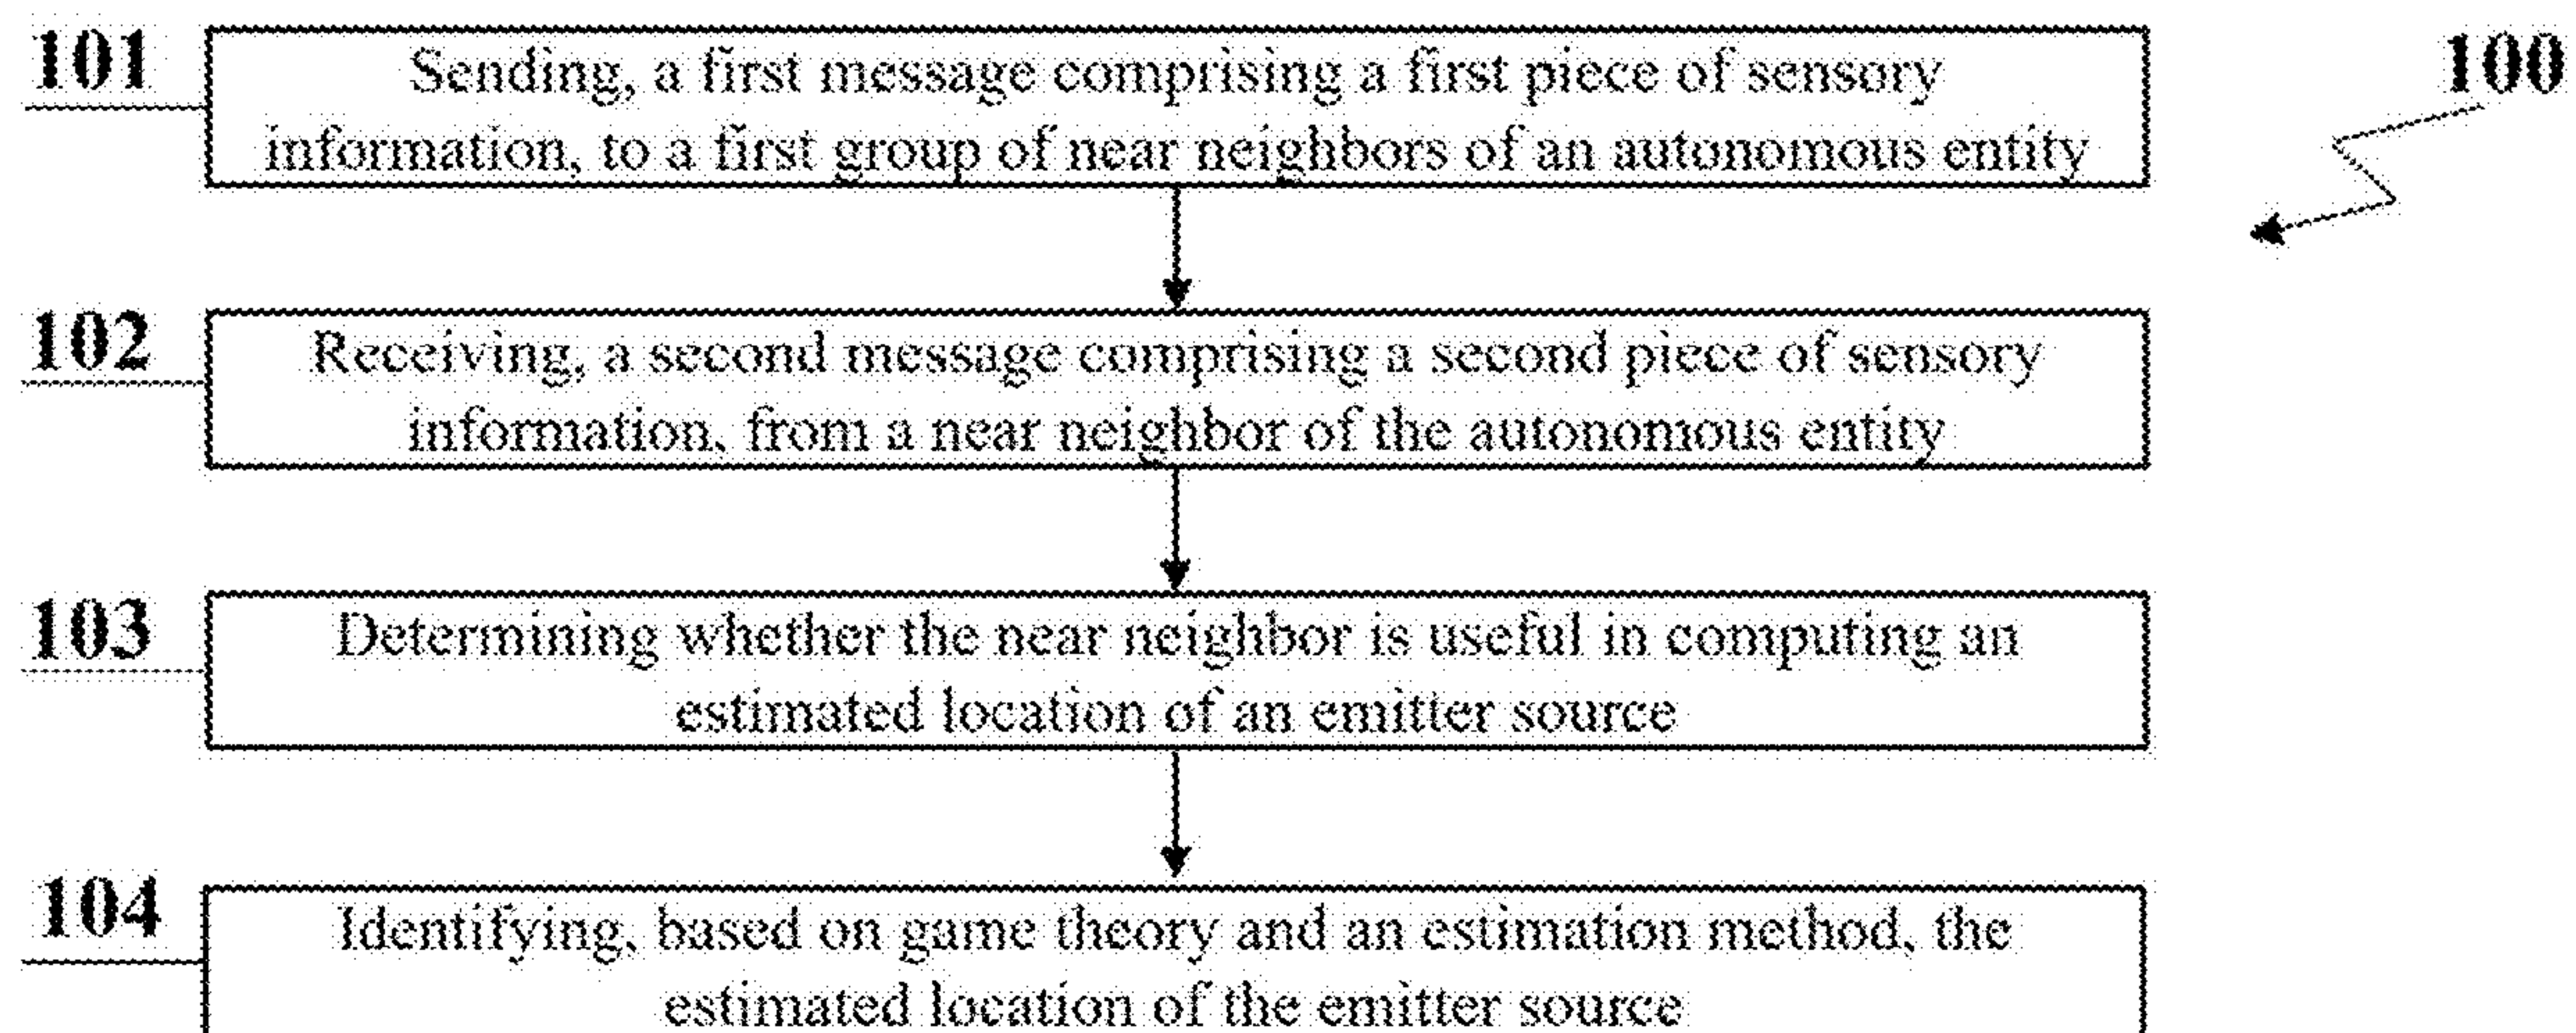 101
Sending, a first message comprising a first piece of sensory
information, to a first group of near neighbors of an autonomous entity
100
102
Receiving, a second message comprising a second piece of sensory
information, from a near neighbor of the autonomous entity
103
Determining whether the near neighbor is useful in computing an
estimated location of an emitter source
104
Identifying, based on game theory and an estimation method, the
estimated location of the emitter source